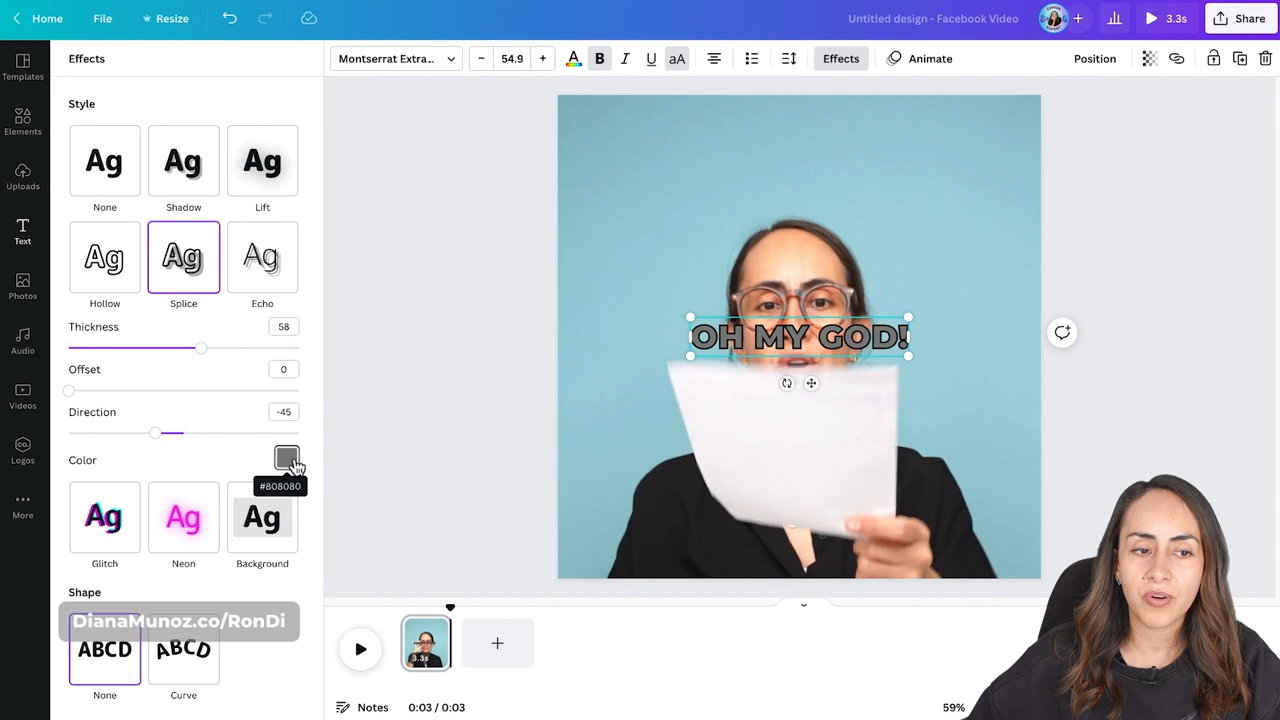 Home
File
Resize
Untitled design - Facebook Video
3.3s
Share
Templates
Elements
Uploads
Text
Photos
Audio
Videos
Logos
More
Effects
Style
Ag
Ag
Ag
None
Shadow
Lift
Ag
Ag
Ag
Hollow
Splice
Echo
Thickness
58
Offset
0
Direction
-45
Color
#808080
Ag
Ag
Ag
Glitch
Neon
Background
Shape
DianaMunoz.co/RonDi
ABCD
ABCD
None
Curve
Montserrat Extra...
54.9
A
B
I
U
aA
Effects
Animate
Position
OH MY GOD!
3.3s
Notes
0:03 / 0:03
59%
co.